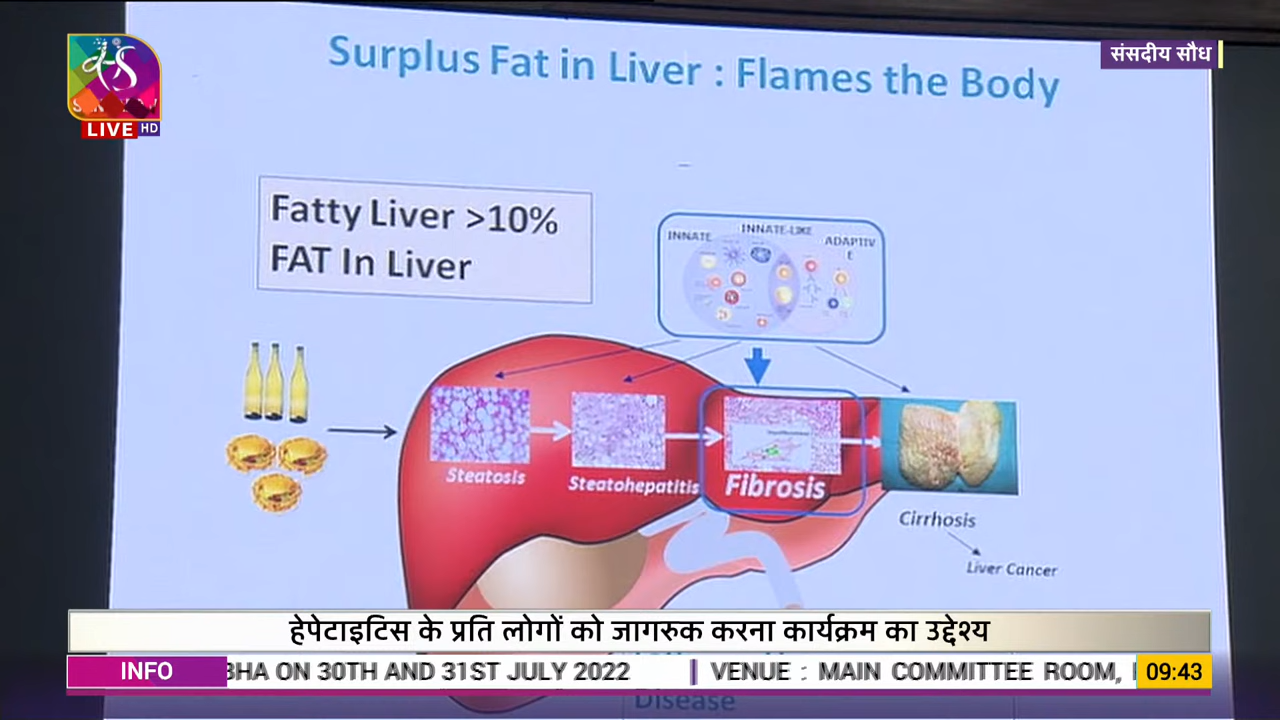 Surplus Fat in Liver : Flames the Body
संसदीय सौध
LIVE HD
Fatty Liver >10%
FAT In Liver
INNATE
INNATE-LIKE
ADAPTIV
E
Steatosis
Steatohepatitis
Fibrosis
Cirrhosis
Liver Cancer
हेपेटाइटिस के प्रति लोगों को जागरुक करना कार्यक्रम का उद्देश्य
INFO
BHA ON 30TH AND 31ST JULY 2022 | VENUE : MAIN COMMITTEE ROOM,
09:43
Disease